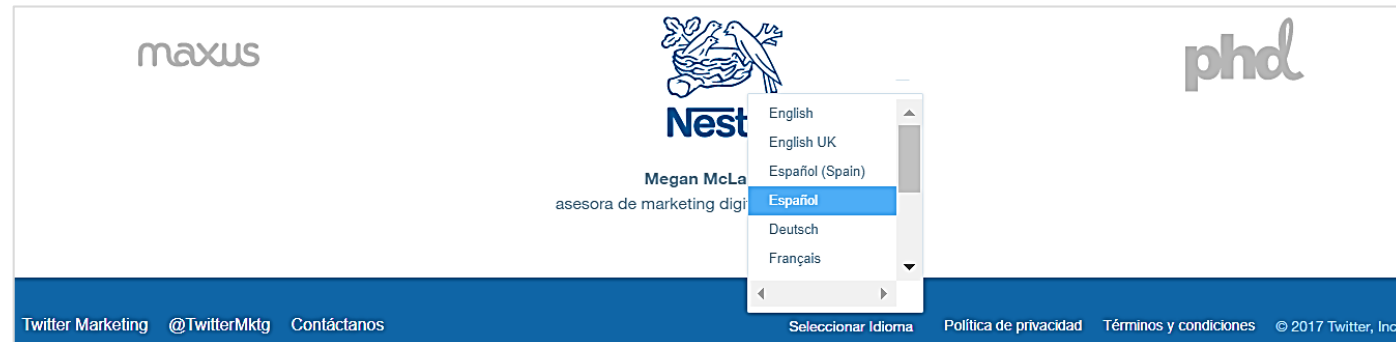 maxus
Nest
phd
Megan McLa
asesora de marketing digi
English
English UK
Español (Spain)
Español
Deutsch
Français
Twitter Marketing @TwitterMktg Contáctanos Seleccionar Idioma Política de privacidad Términos y condiciones © 2017 Twitter, Inc